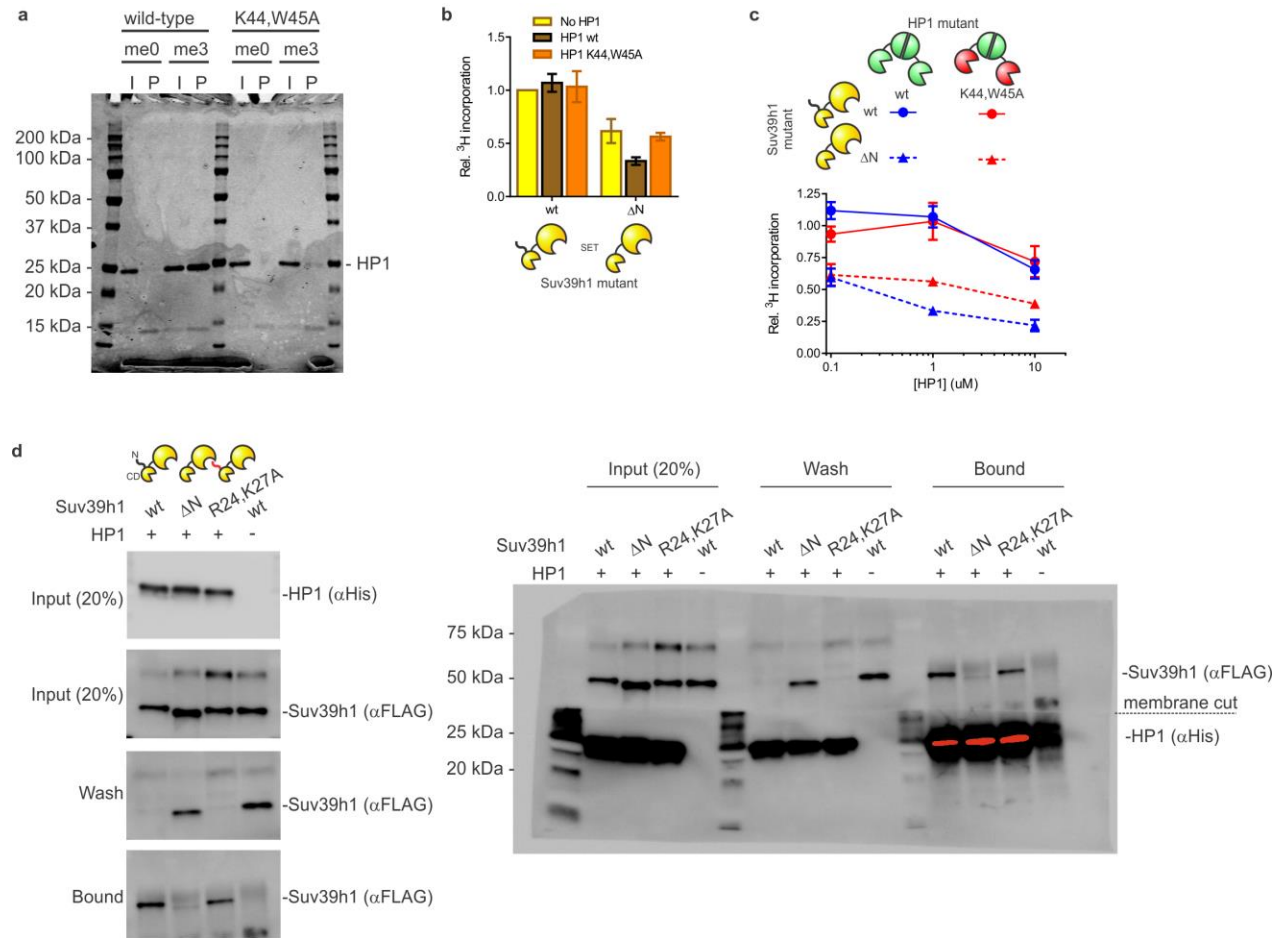 a
wild-type K44,W45A
me0 me3 me0 me3
I P I P I P I P
200 kDa -
100 kDa -
50 kDa -
37 kDa -
25 kDa -
20 kDa -
15 kDa -
- HP1
b
No HP1
HP1 wt
HP1 K44,W45A
Rel. ³H incorporation
1.5
1.0
0.5
0.0
wt ΔN
SET
Suv39h1 mutant
c
HP1 mutant
wt K44,W45A
Suv39h1
mutant
wt
ΔN
Rel. ³H incorporation
1.25
1.00
0.75
0.50
0.25
0.00
0.1 1 10
[HP1] (uM)
d
N
CD
Suv39h1 wt ΔN R24,K27A wt
HP1 + + + -
Input (20%) -HP1 (αHis)
Input (20%) -Suv39h1 (αFLAG)
Wash -Suv39h1 (αFLAG)
Bound -Suv39h1 (αFLAG)
Input (20%) Wash Bound
Suv39h1 wt ΔN R24,K27A wt wt ΔN R24,K27A wt wt ΔN R24,K27A wt
HP1 + + + - + + + - + + + -
75 kDa -
50 kDa -
25 kDa -
20 kDa -
-Suv39h1 (αFLAG)
membrane cut
-HP1 (αHis)